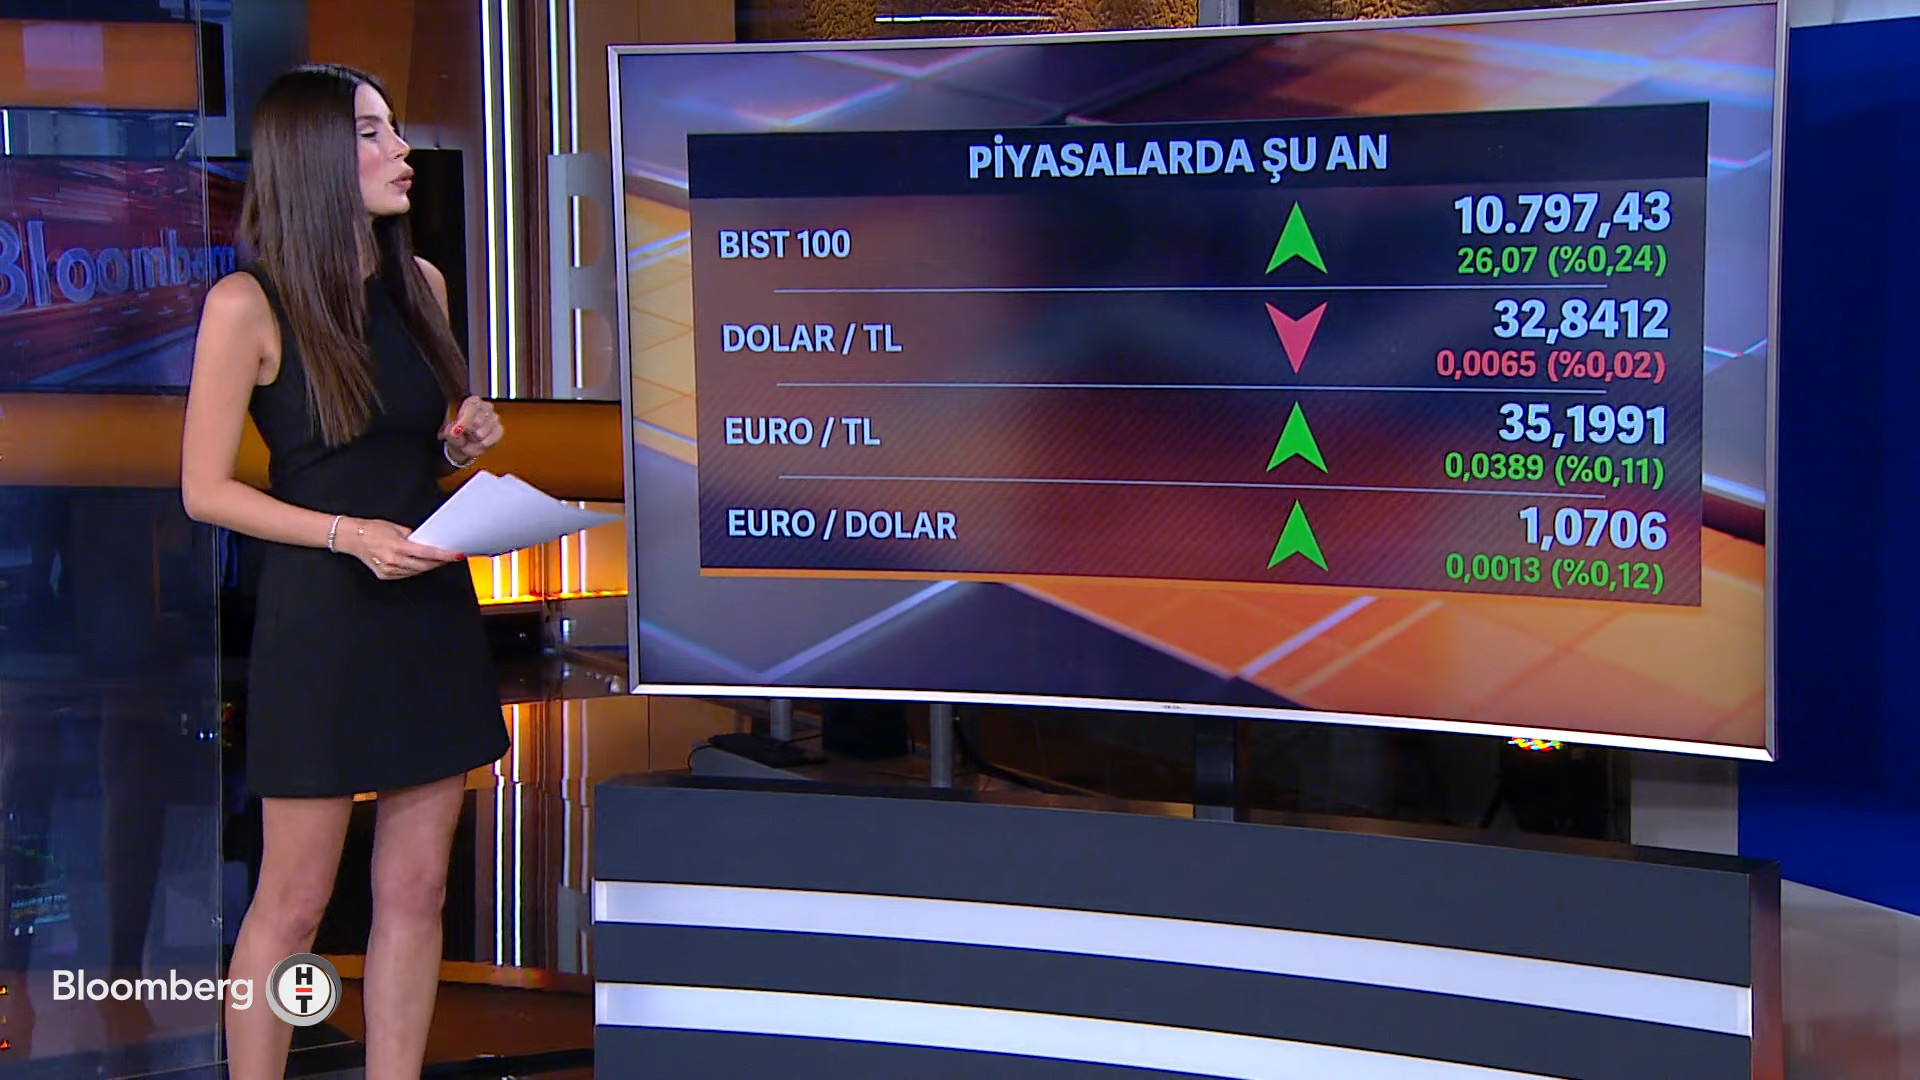 PİYASALARDA ŞU AN
BIST 100
10.797,43
26,07 (%0,24)
DOLAR / TL
32,8412
0,0065 (%0,02)
EURO / TL
35,1991
0,0389 (%0,11)
EURO / DOLAR
1,0706
0,0013 (%0,12)
Bloomberg
Bloomberg HT